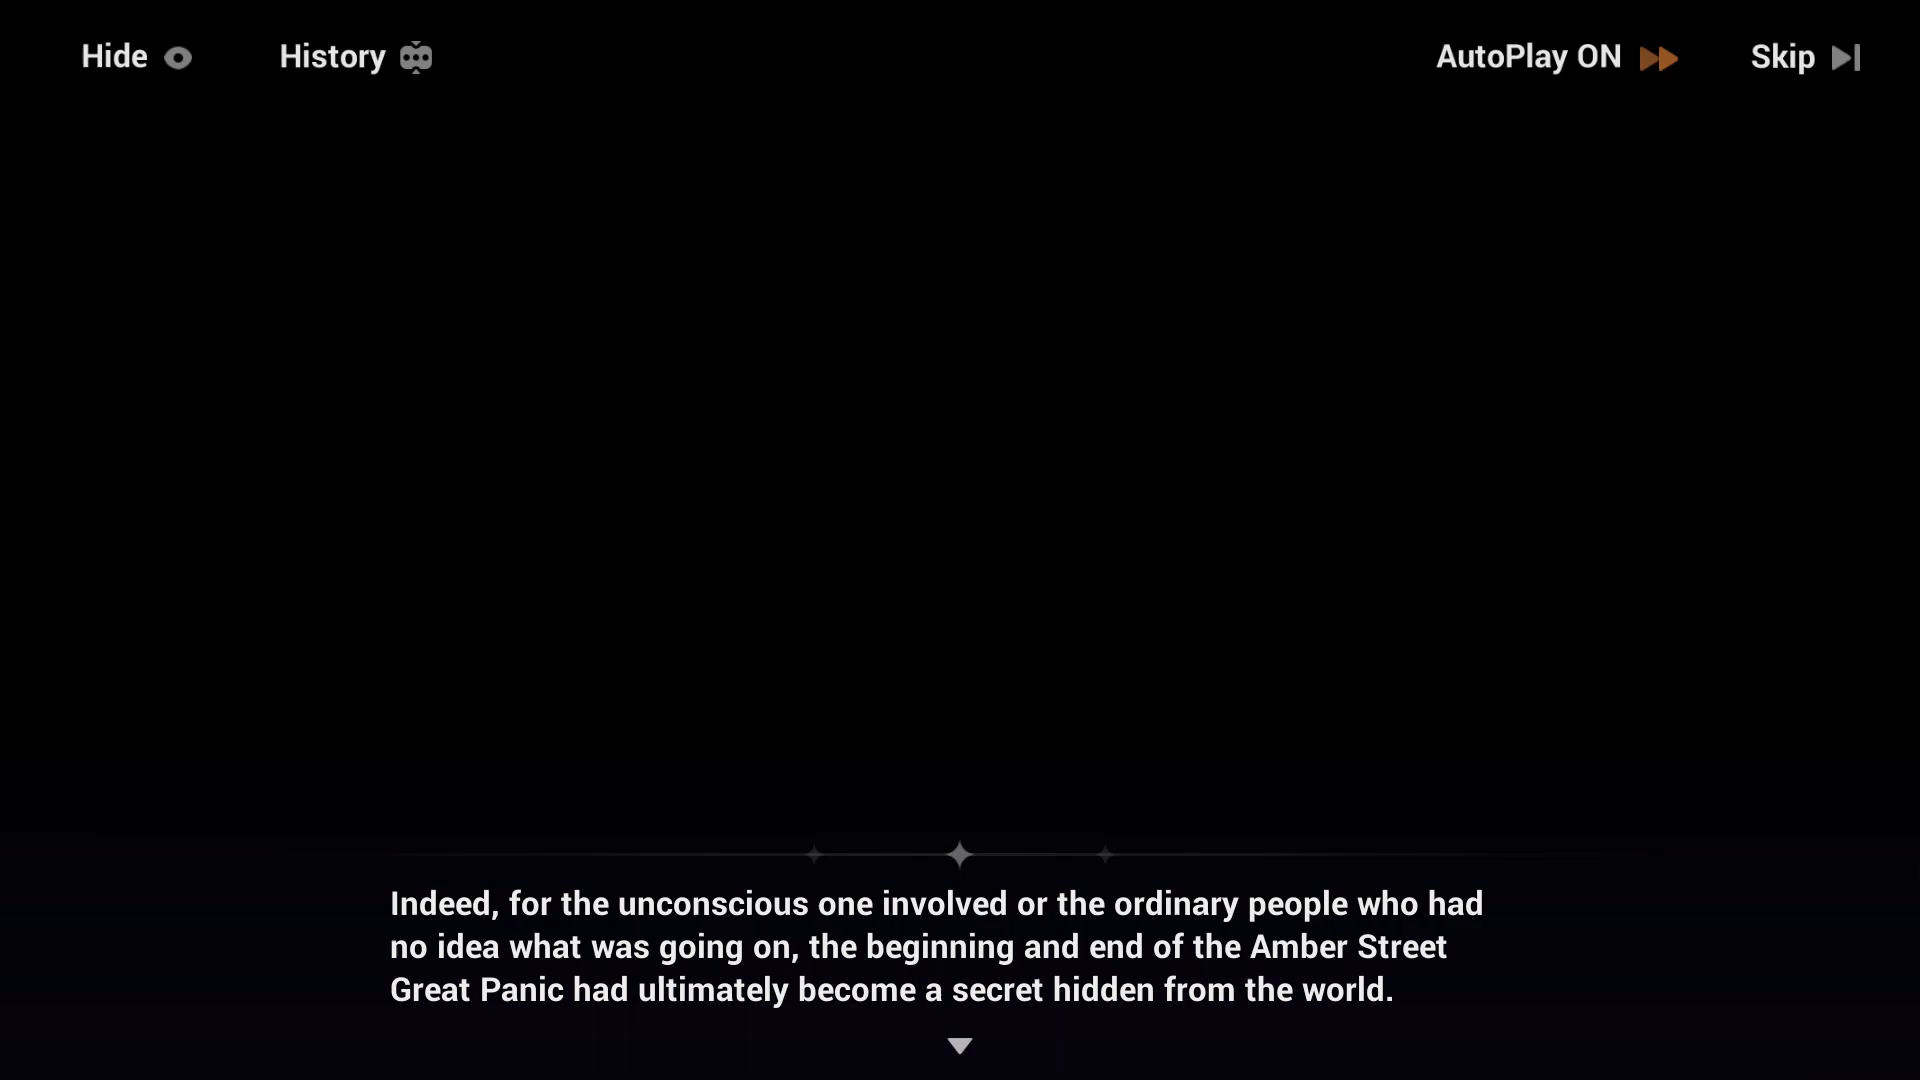 Hide
History
AutoPlay ON
Skip
Indeed, for the unconscious one involved or the ordinary people who had
no idea what was going on, the beginning and end of the Amber Street
Great Panic had ultimately become a secret hidden from the world.